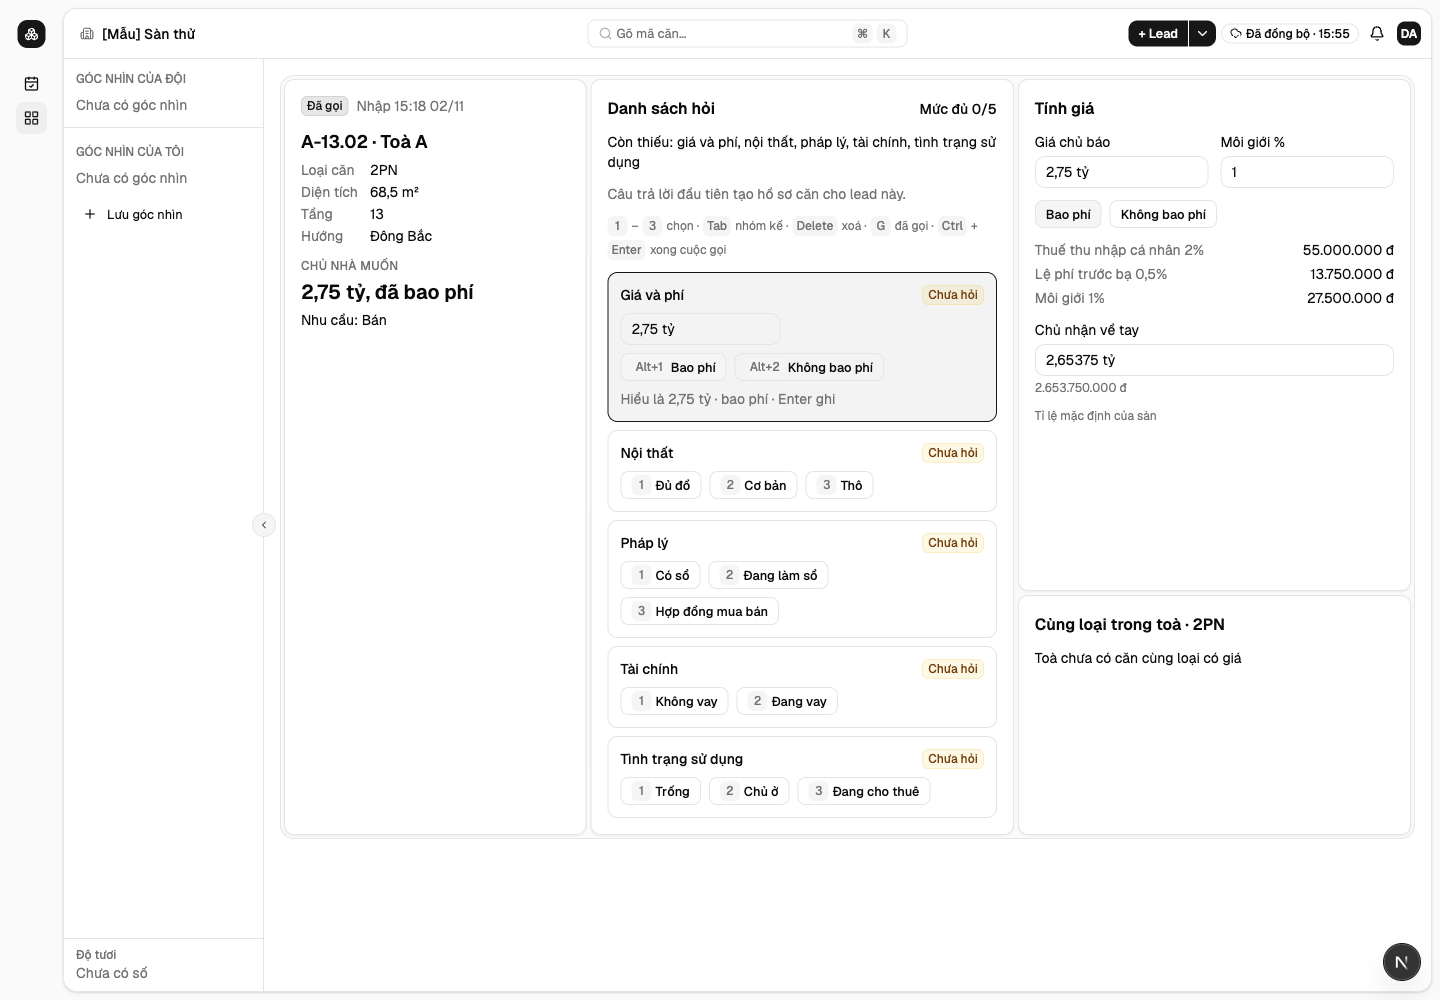 [Mẫu] Sàn thử
Gõ mã căn...
⌘ K
+ Lead
Đã đồng bộ · 15:55
DA
GÓC NHÌN CỦA ĐỘI
Chưa có góc nhìn
GÓC NHÌN CỦA TÔI
Chưa có góc nhìn
+ Lưu góc nhìn
Độ tươi
Chưa có số
Đã gọi Nhập 15:18 02/11
A-13.02 · Toà A
Loại căn 2PN
Diện tích 68,5 m²
Tầng 13
Hướng Đông Bắc
CHỦ NHÀ MUỐN
2,75 tỷ, đã bao phí
Nhu cầu: Bán
Danh sách hỏi Mức đủ 0/5
Còn thiếu: giá và phí, nội thất, pháp lý, tài chính, tình trạng sử
dụng
Câu trả lời đầu tiên tạo hồ sơ căn cho lead này.
1 – 3 chọn · Tab nhóm kế · Delete xoá · G đã gọi · Ctrl +
Enter xong cuộc gọi
Giá và phí Chưa hỏi
2,75 tỷ
Alt+1 Bao phí Alt+2 Không bao phí
Hiểu là 2,75 tỷ · bao phí · Enter ghi
Nội thất Chưa hỏi
1 Đủ đồ 2 Cơ bản 3 Thô
Pháp lý Chưa hỏi
1 Có sổ 2 Đang làm sổ
3 Hợp đồng mua bán
Tài chính Chưa hỏi
1 Không vay 2 Đang vay
Tình trạng sử dụng Chưa hỏi
1 Trống 2 Chủ ở 3 Đang cho thuê
Tính giá
Giá chủ báo Môi giới %
2,75 tỷ 1
Bao phí Không bao phí
Thuế thu nhập cá nhân 2% 55.000.000 đ
Lệ phí trước bạ 0,5% 13.750.000 đ
Môi giới 1% 27.500.000 đ
Chủ nhận về tay
2,65375 tỷ
2.653.750.000 đ
Tỉ lệ mặc định của sàn
Cùng loại trong toà · 2PN
Toà chưa có căn cùng loại có giá
N